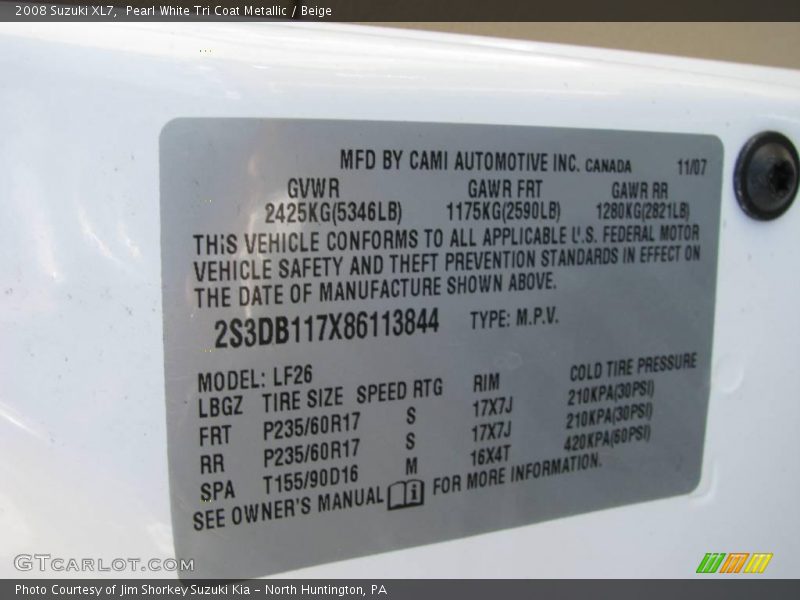 2008 Suzuki XL7,  Pearl White Tri Coat Metallic / Beige
MFD BY CAMI AUTOMOTIVE INC. CANADA 11/07
GVWR GAWR FRT GAWR RR
2425KG(5346LB) 1175KG(2590LB) 1280KG(2821LB)
THIS VEHICLE CONFORMS TO ALL APPLICABLE U.S. FEDERAL MOTOR
VEHICLE SAFETY AND THEFT PREVENTION STANDARDS IN EFFECT ON
THE DATE OF MANUFACTURE SHOWN ABOVE.
2S3DB117X86113844 TYPE: M.P.V.
MODEL: LF26
LBGZ TIRE SIZE SPEED RTG RIM COLD TIRE PRESSURE
FRT P235/60R17 S 17X7J 210KPA(30PSI)
RR P235/60R17 S 17X7J 210KPA(30PSI)
SPA T155/90D16 M 16X4T 420KPA(60PSI)
SEE OWNER'S MANUAL FOR MORE INFORMATION.
GTCARLOT.COM
Photo Courtesy of Jim Shorkey Suzuki Kia - North Huntington, PA